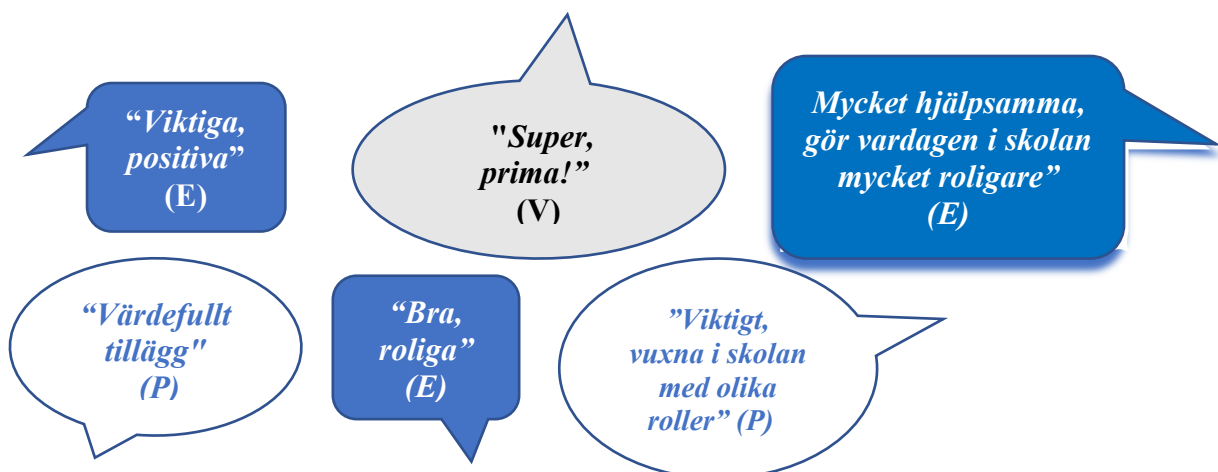 “Viktiga,
positiva”
(E)
"Super,
prima!”
(V)
Mycket hjälpsamma,
gör vardagen i skolan
mycket roligare”
(E)
“Värdefullt
tillägg"
(P)
“Bra,
roliga”
(E)
”Viktigt,
vuxna i skolan
med olika
roller” (P)